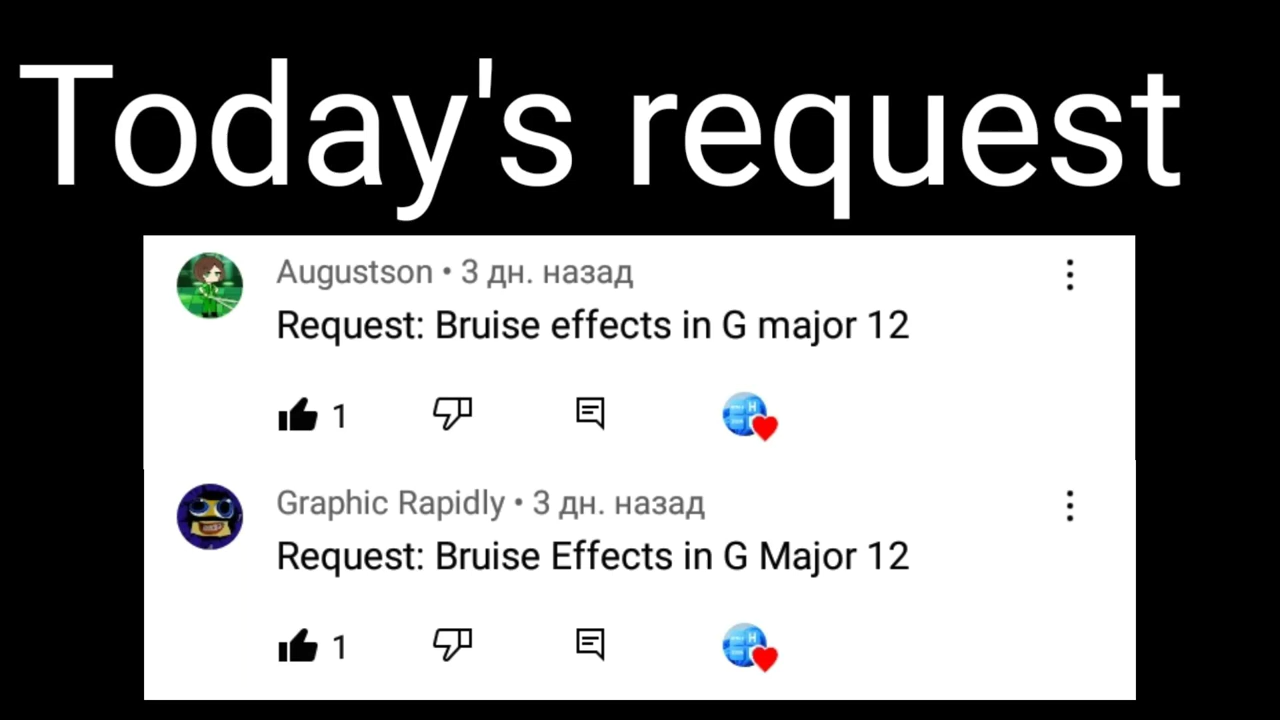 Today's request
Augustson • 3 дн. назад
Request: Bruise effects in G major 12
1
Graphic Rapidly • 3 дн. назад
Request: Bruise Effects in G Major 12
1